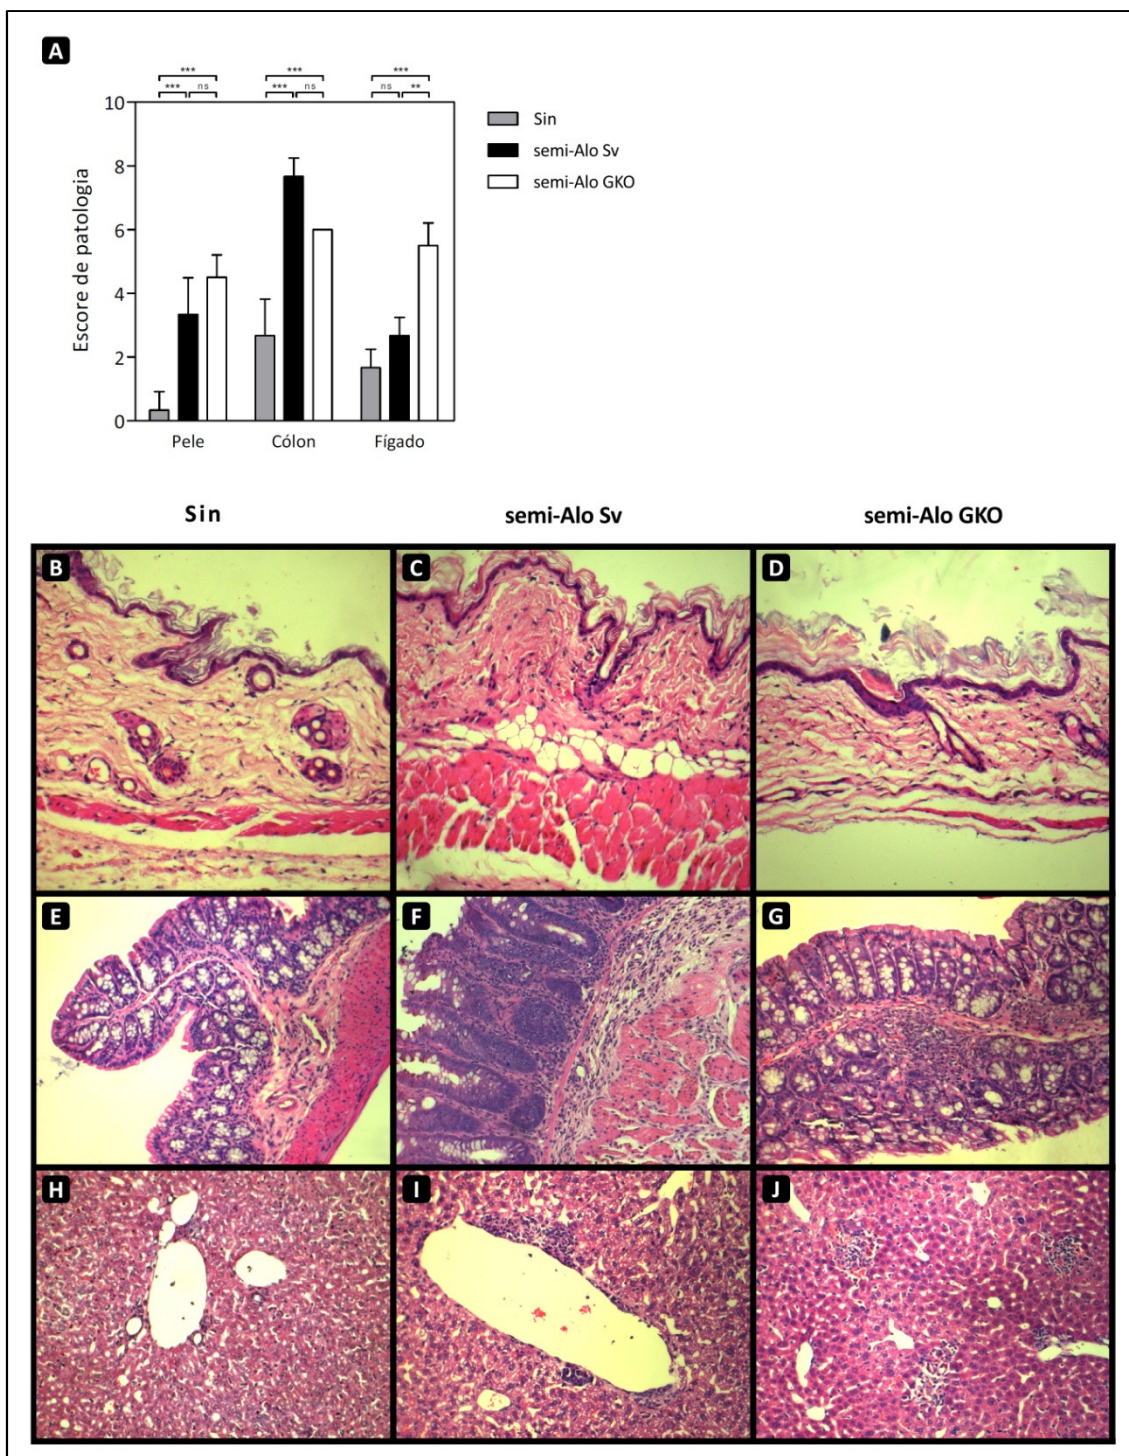 A
*** *** ***
*** ns *** ns ns **
10
8
6
4
2
0
Escore de patologia
Pele Cólon Fígado
Sin
semi-Alo Sv
semi-Alo GKO
Sin semi-Alo Sv semi-Alo GKO
B C D
E F G
H I J